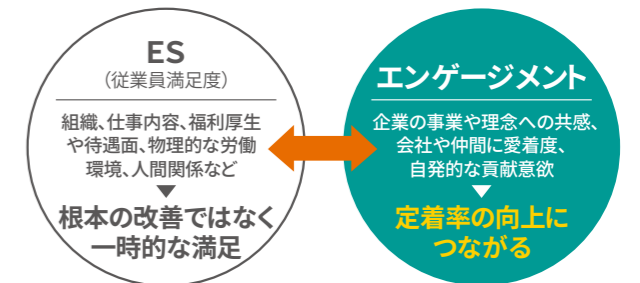 ES
（従業員満足度）
組織、仕事内容、福利厚生
や待遇面、物理的な労働
環境、人間関係など
▼
根本の改善ではなく
一時的な満足
エンゲージメント
企業の事業や理念への共感、
会社や仲間に愛着度、
自発的な貢献意欲
▼
定着率の向上に
つながる